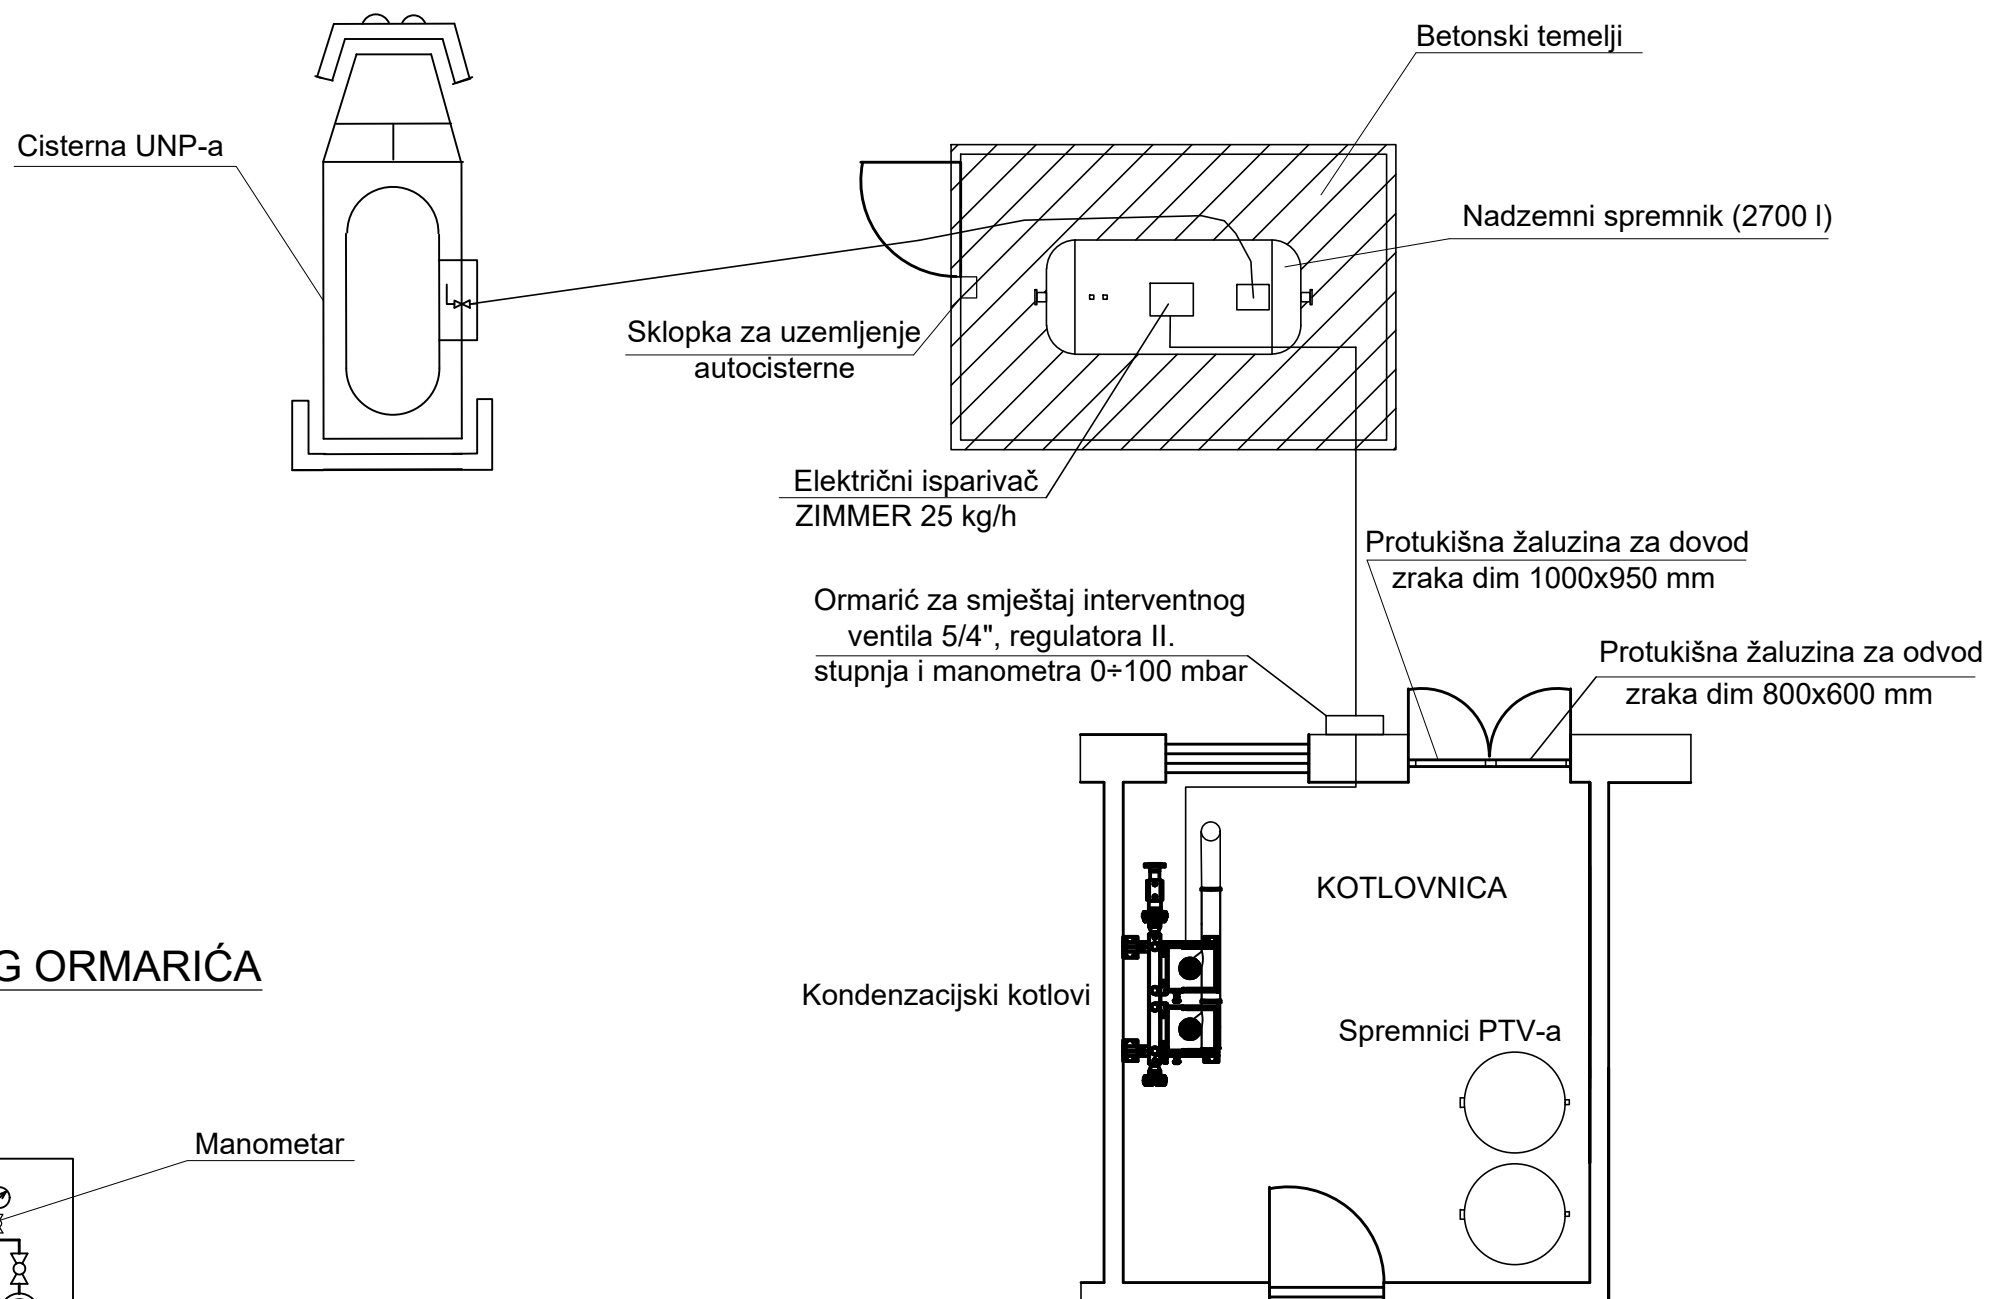 Betonski temelji
Cisterna UNP-a
Nadzemni spremnik (2700 l)
Sklopka za uzemljenje
autocisterne
Električni isparivač
ZIMMER 25 kg/h
Protukišna žaluzina za dovod
zraka dim 1000x950 mm
Ormarić za smještaj interventnog
ventila 5/4", regulatora II.
stupnja i manometra 0÷100 mbar
Protukišna žaluzina za odvod
zraka dim 800x600 mm
KOTLOVNICA
G ORMARIĆA
Kondenzacijski kotlovi
Spremnici PTV-a
Manometar